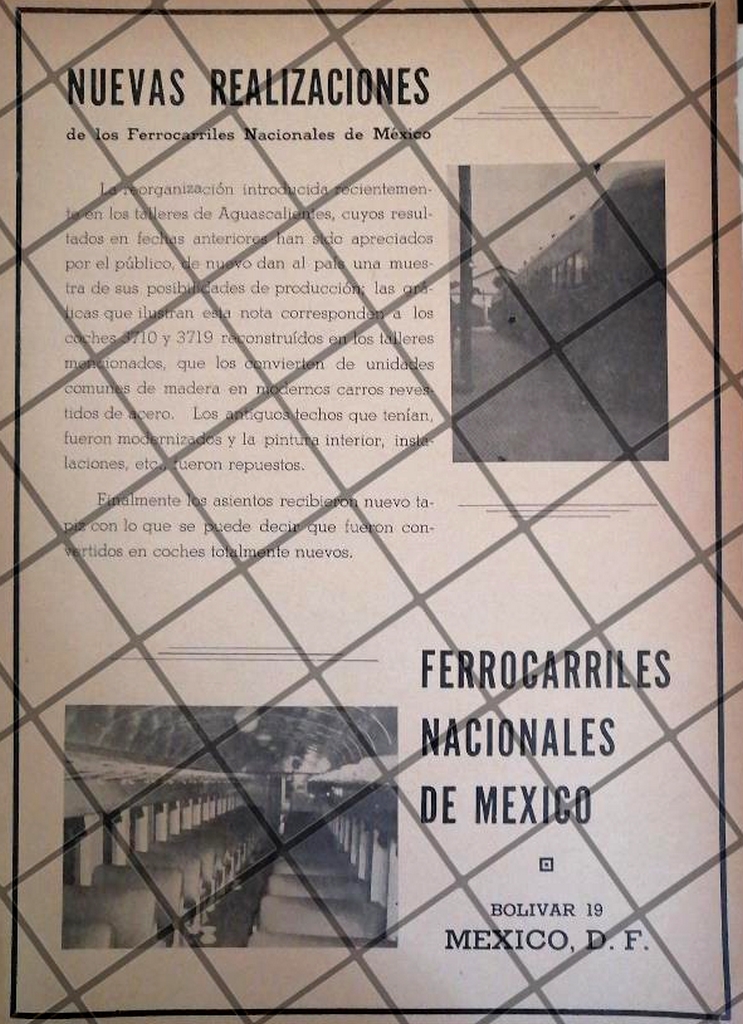 NUEVAS REALIZACIONES
de los Ferrocarriles Nacionales de México
La reorganización introducida recientemen-
te en los talleres de Aguascalientes, cuyos resul-
tados en fechas anteriores han sido apreciados
por el público, de nuevo dan al país una mues-
tra de sus posibilidades de producción; las grá-
ficas que ilustran esta nota corresponden a los
coches 3710 y 3719 reconstruídos en los talleres
mencionados, que los convierten de unidades
comunes de madera en modernos carros reves-
tidos de acero. Los antiguos techos que tenían,
fueron modernizados y la pintura interior, insta-
laciones, etc., fueron repuestos.
Finalmente los asientos recibieron nuevo ta-
piz con lo que se puede decir que fueron con-
vertidos en coches totalmente nuevos.
FERROCARRILES
NACIONALES
DE MEXICO
BOLIVAR 19
MEXICO, D. F.